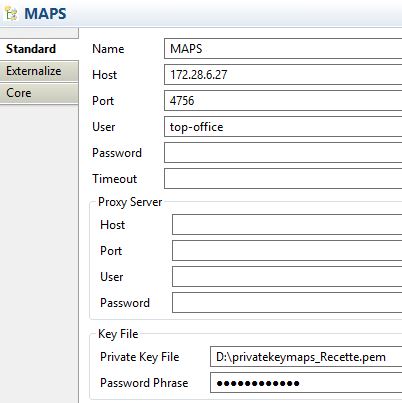 MAPS
Standard
Externalize
Core
Name MAPS
Host 172.28.6.27
Port 4756
User top-office
Password
Timeout
Proxy Server
Host
Port
User
Password
Key File
Private Key File D:\privatekeymaps_Recette.pem
Password Phrase ●●●●●●●●●●●●